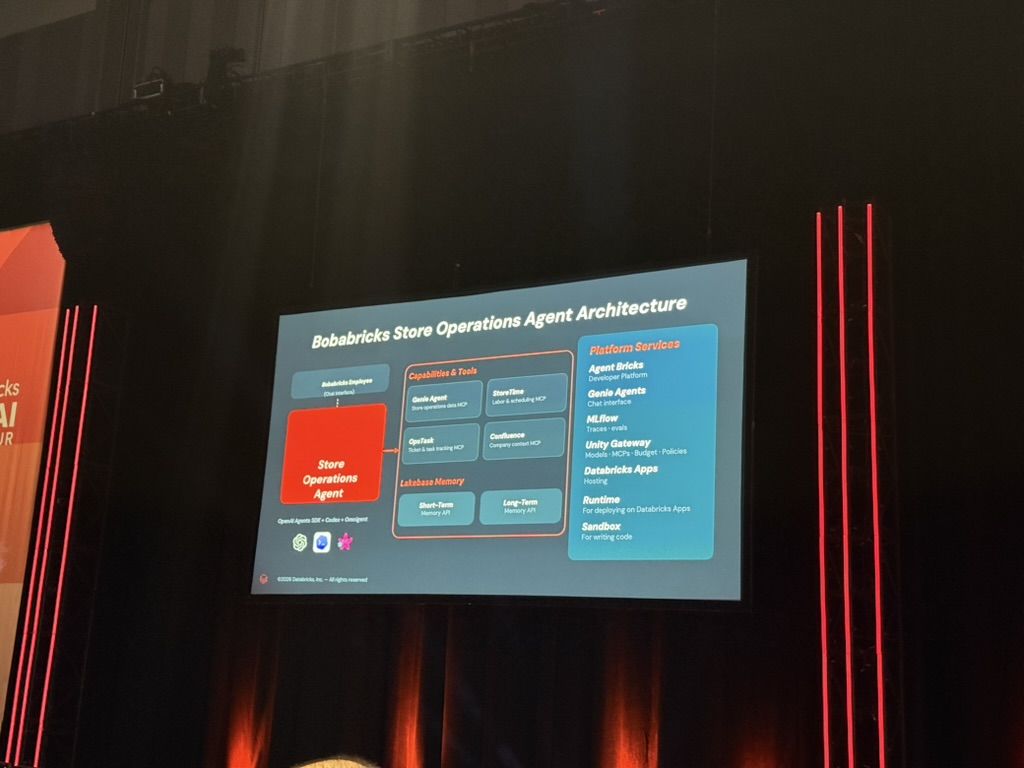 cks
AI
UR
Bobabricks Store Operations Agent Architecture
Bobabricks Employee
(Chat Interface)
Store
Operations
Agent
OpenAI Agents SDK + Codex + Omnigent
©2026 Databricks, Inc. — All rights reserved
Capabilities & Tools
Genie Agent
Store operations data MCP
StoreTime
Labor & scheduling MCP
OpsTask
Ticket & task tracking MCP
Confluence
Company context MCP
Lakebase Memory
Short-Term
Memory API
Long-Term
Memory API
Platform Services
Agent Bricks
Developer Platform
Genie Agents
Chat interface
MLflow
Traces · evals
Unity Gateway
Models · MCPs · Budget · Policies
Databricks Apps
Hosting
Runtime
For deploying on Databricks Apps
Sandbox
For writing code